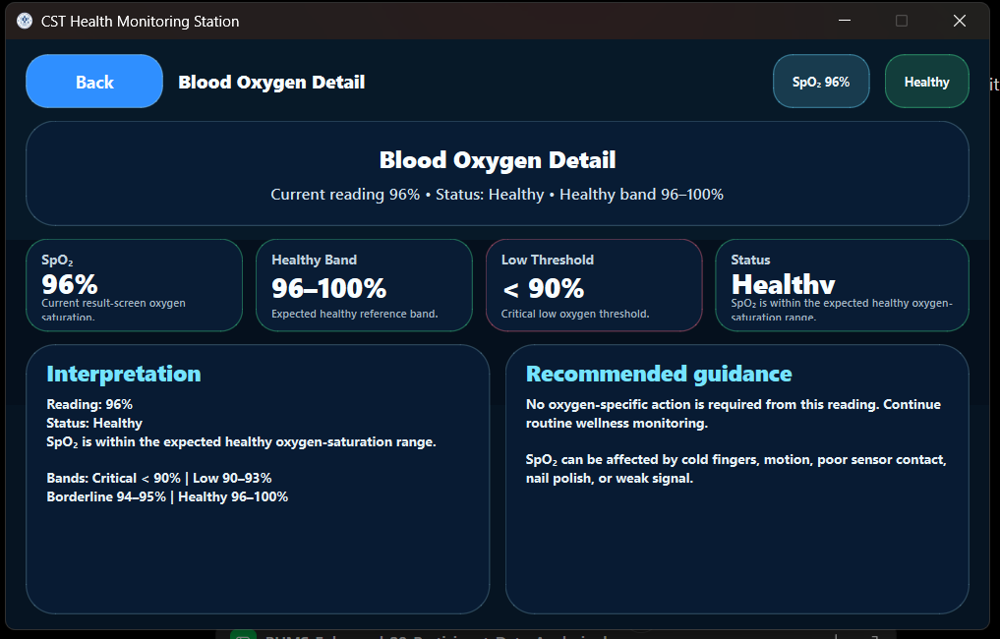 CST Health Monitoring Station
Back
Blood Oxygen Detail
SpO₂ 96%
Healthy
it
Blood Oxygen Detail
Current reading 96% • Status: Healthy • Healthy band 96–100%
SpO₂
96%
Current result-screen oxygen
saturation.
Healthy Band
96–100%
Expected healthy reference band.
Low Threshold
< 90%
Critical low oxygen threshold.
Status
Healthy
SpO₂ is within the expected healthy oxygen-
saturation range.
Interpretation
Reading: 96%
Status: Healthy
SpO₂ is within the expected healthy oxygen-saturation range.
Bands: Critical < 90% | Low 90–93%
Borderline 94–95% | Healthy 96–100%
Recommended guidance
No oxygen-specific action is required from this reading. Continue
routine wellness monitoring.
SpO₂ can be affected by cold fingers, motion, poor sensor contact,
nail polish, or weak signal.